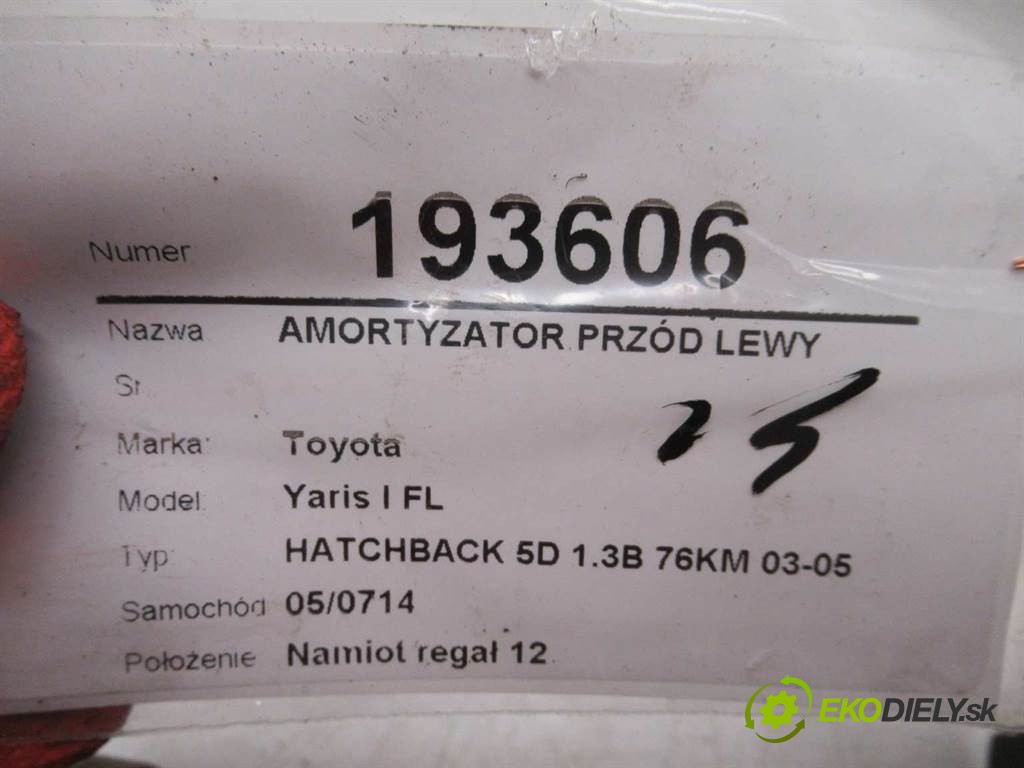 Numer 193606
Nazwa AMORTYZATOR PRZÓD LEWY
Marka: Toyota
Model: Yaris I FL
Typ: HATCHBACK 5D 1.3B 76KM 03-05
Samochód 05/0714
Położenie Namiot regał 12
EKODIELY.sk